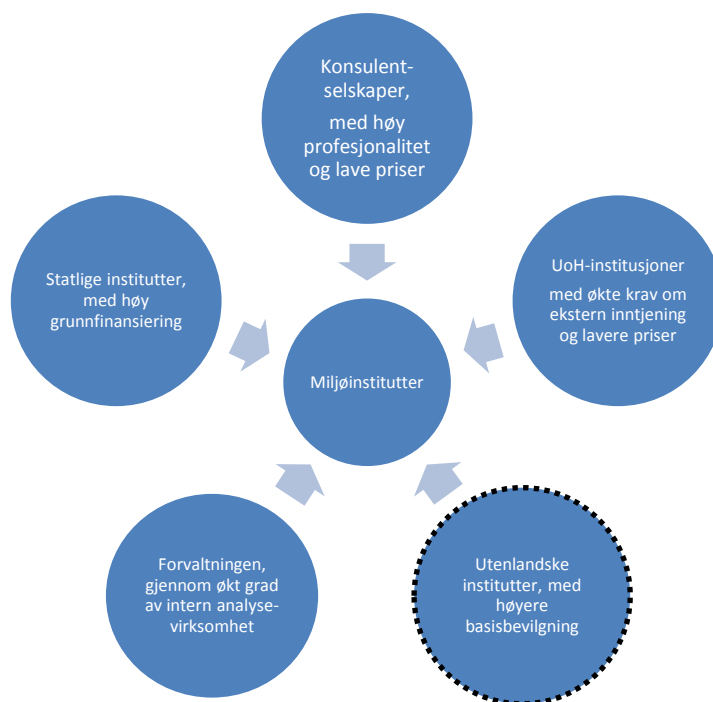 Konsulent-
selskaper,
med høy
profesjonalitet
og lave priser
Statlige institutter,
med høy
grunnfinansiering
UoH-institusjoner
med økte krav om
ekstern inntjening
og lavere priser
Miljøinstitutter
Forvaltningen,
gjennom økt grad
av intern analyse-
virksomhet
Utenlandske
institutter, med
høyere
basisbevilgning